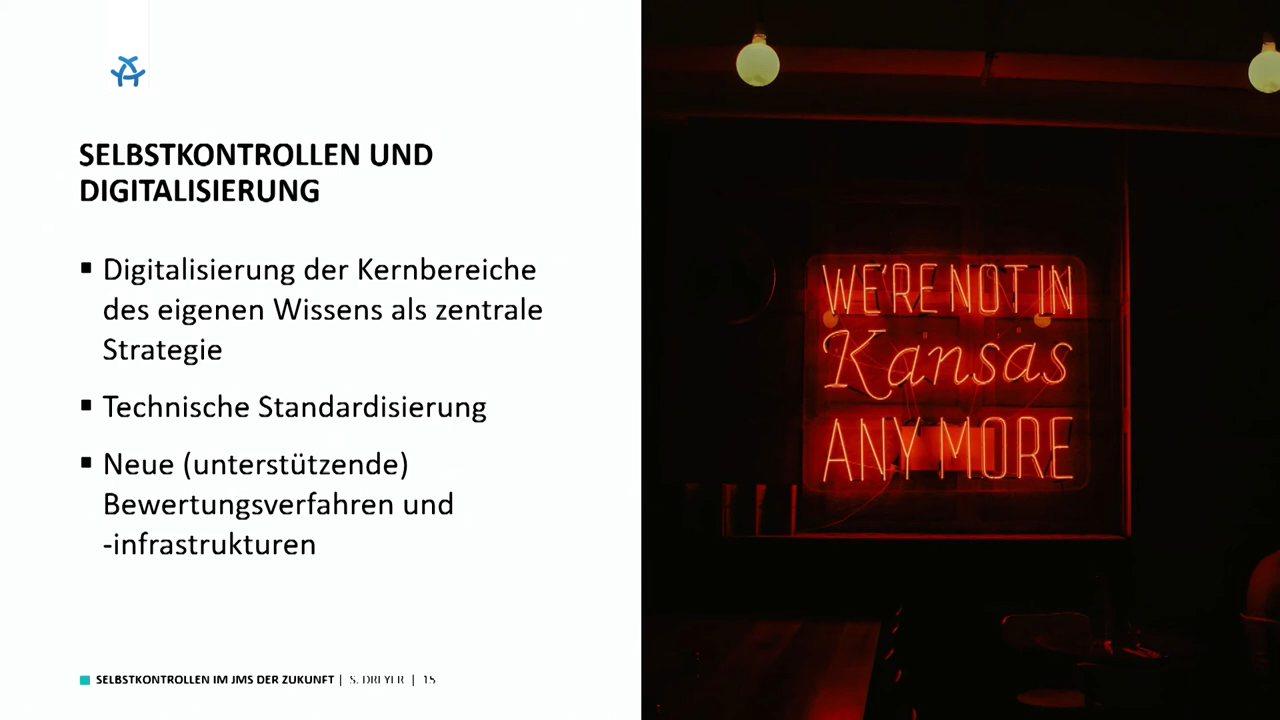 SELBSTKONTROLLEN UND
DIGITALISIERUNG
▪ Digitalisierung der Kernbereiche
des eigenen Wissens als zentrale
Strategie
▪ Technische Standardisierung
▪ Neue (unterstützende)
Bewertungsverfahren und
-infrastrukturen
SELBSTKONTROLLEN IM JMS DER ZUKUNFT | S. DREYER | 15
WE'RE NOT IN
Kansas
ANY MORE